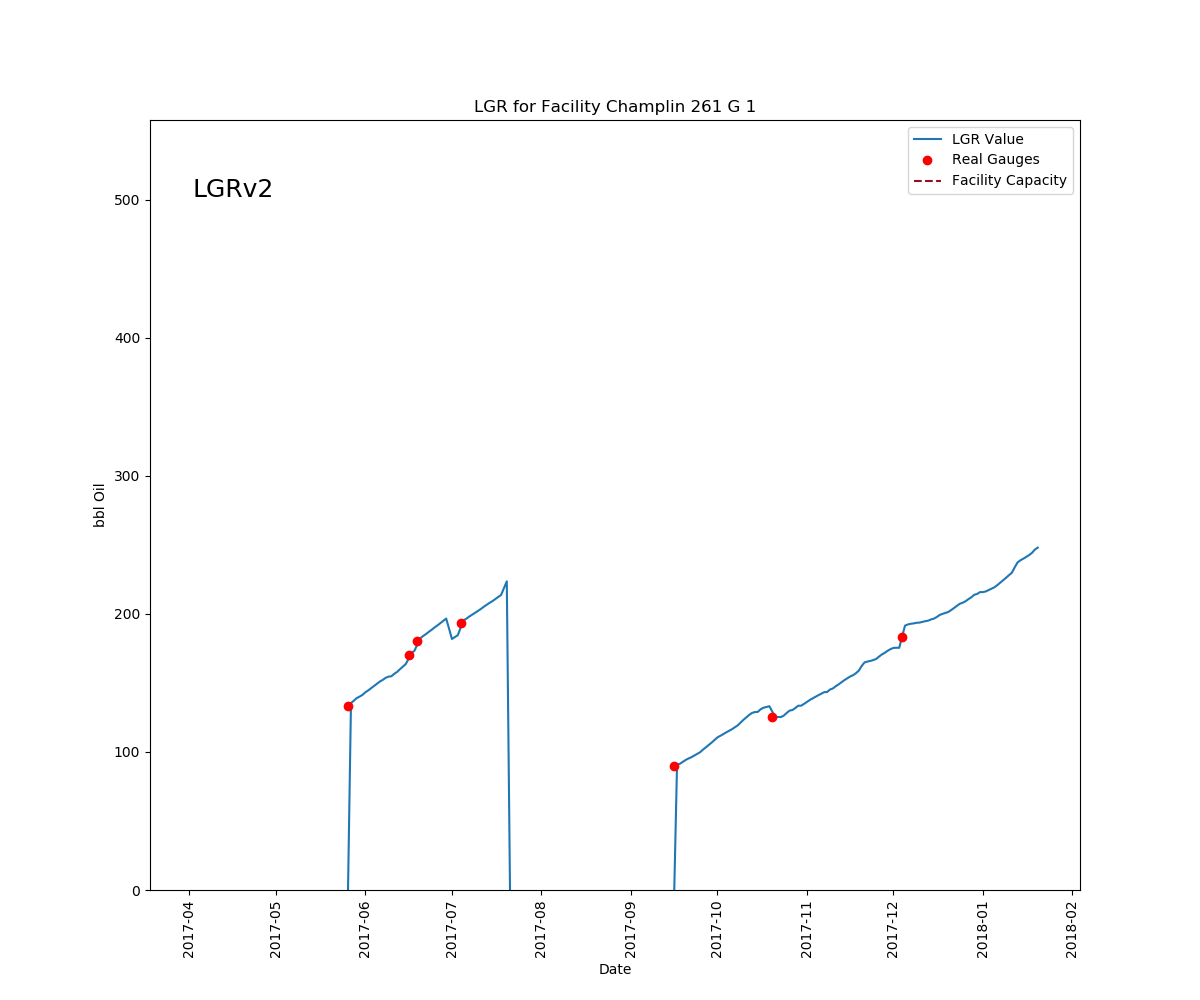 LGR for Facility Champlin 261 G 1
LGRv2
LGR Value
Real Gauges
Facility Capacity
bbl Oil
500
400
300
200
100
0
2017-04
2017-05
2017-06
2017-07
2017-08
2017-09
2017-10
2017-11
2017-12
2018-01
2018-02
Date